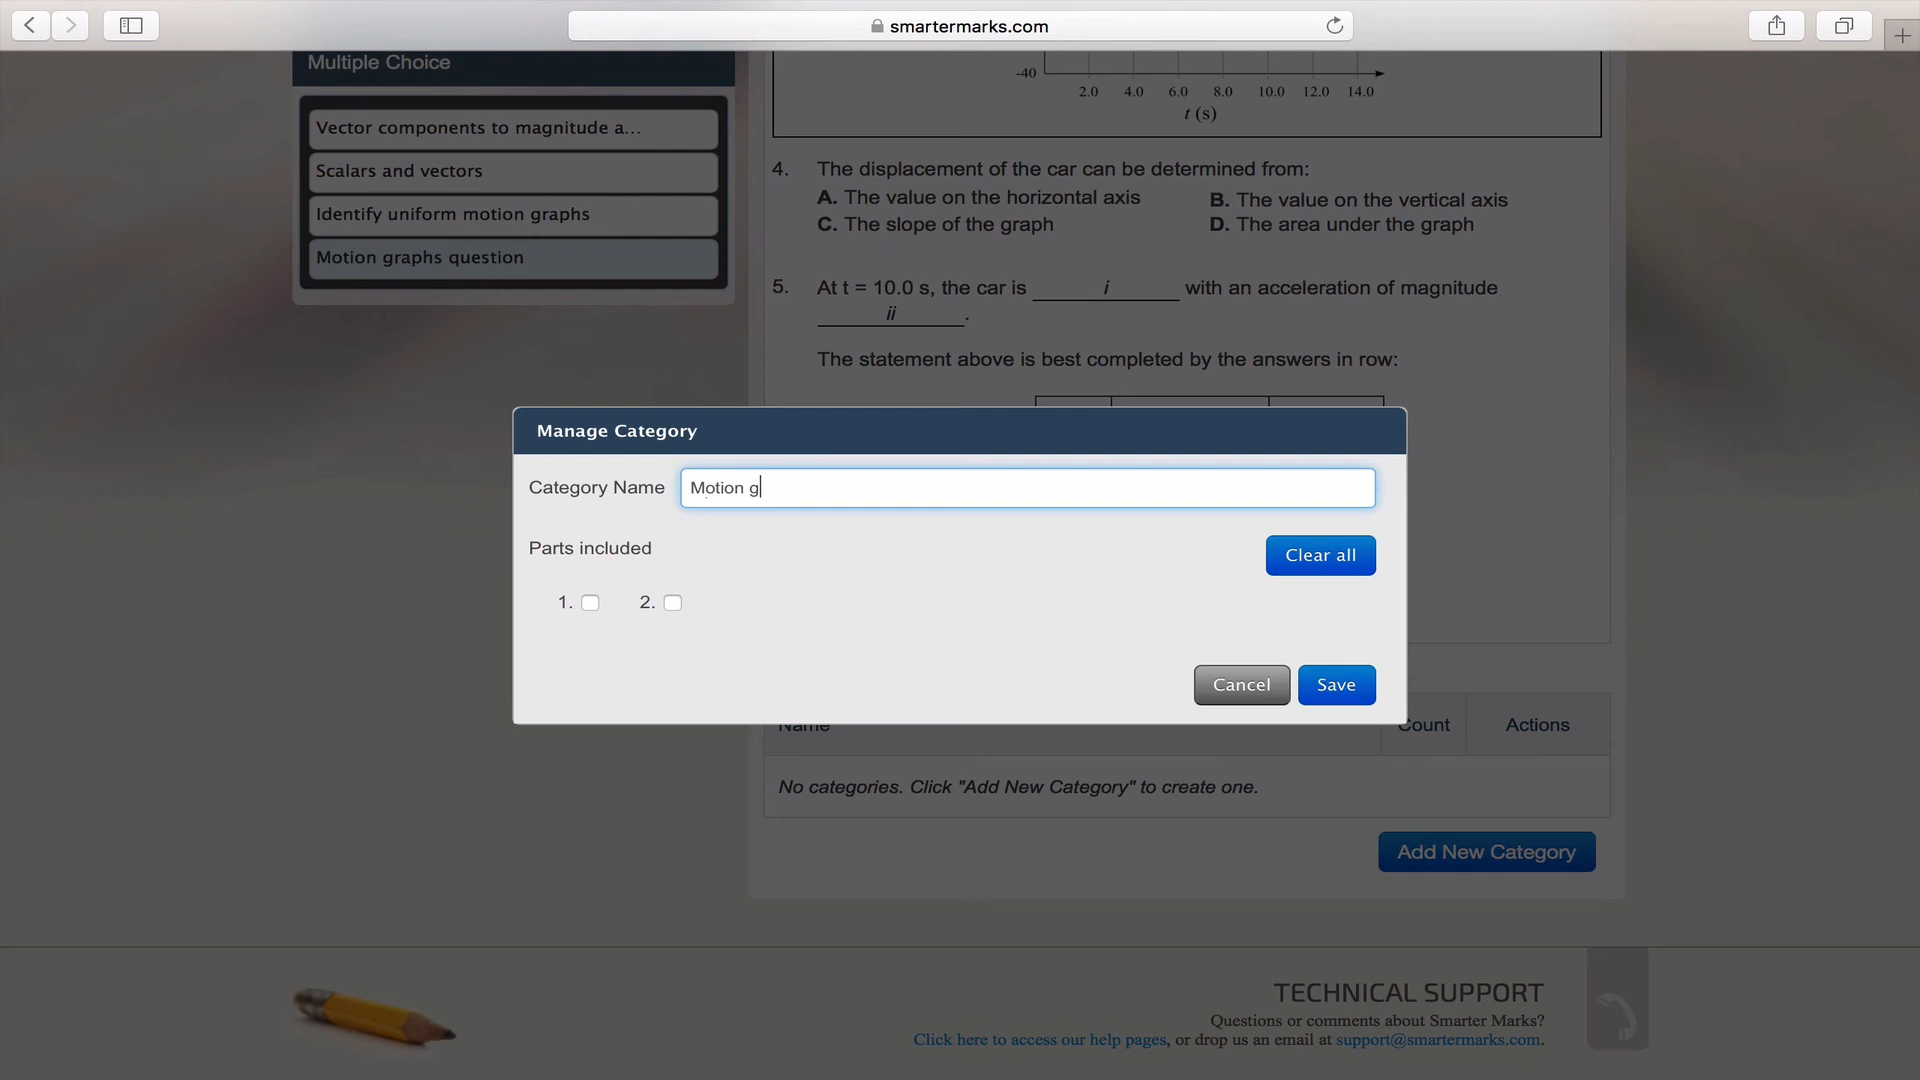 smartermarks.com
Multiple Choice
Vector components to magnitude a...
Scalars and vectors
Identify uniform motion graphs
Motion graphs question
-40
2.0 4.0 6.0 8.0 10.0 12.0 14.0
t (s)
4. The displacement of the car can be determined from:
A. The value on the horizontal axis B. The value on the vertical axis
C. The slope of the graph D. The area under the graph
5. At t = 10.0 s, the car is i with an acceleration of magnitude
ii .
The statement above is best completed by the answers in row:
Manage Category
Category Name Motion g
Parts included Clear all
1. 2.
Cancel Save
Name Count Actions
No categories. Click "Add New Category" to create one.
Add New Category
TECHNICAL SUPPORT
Questions or comments about Smarter Marks?
Click here to access our help pages, or drop us an email at support@smartermarks.com.